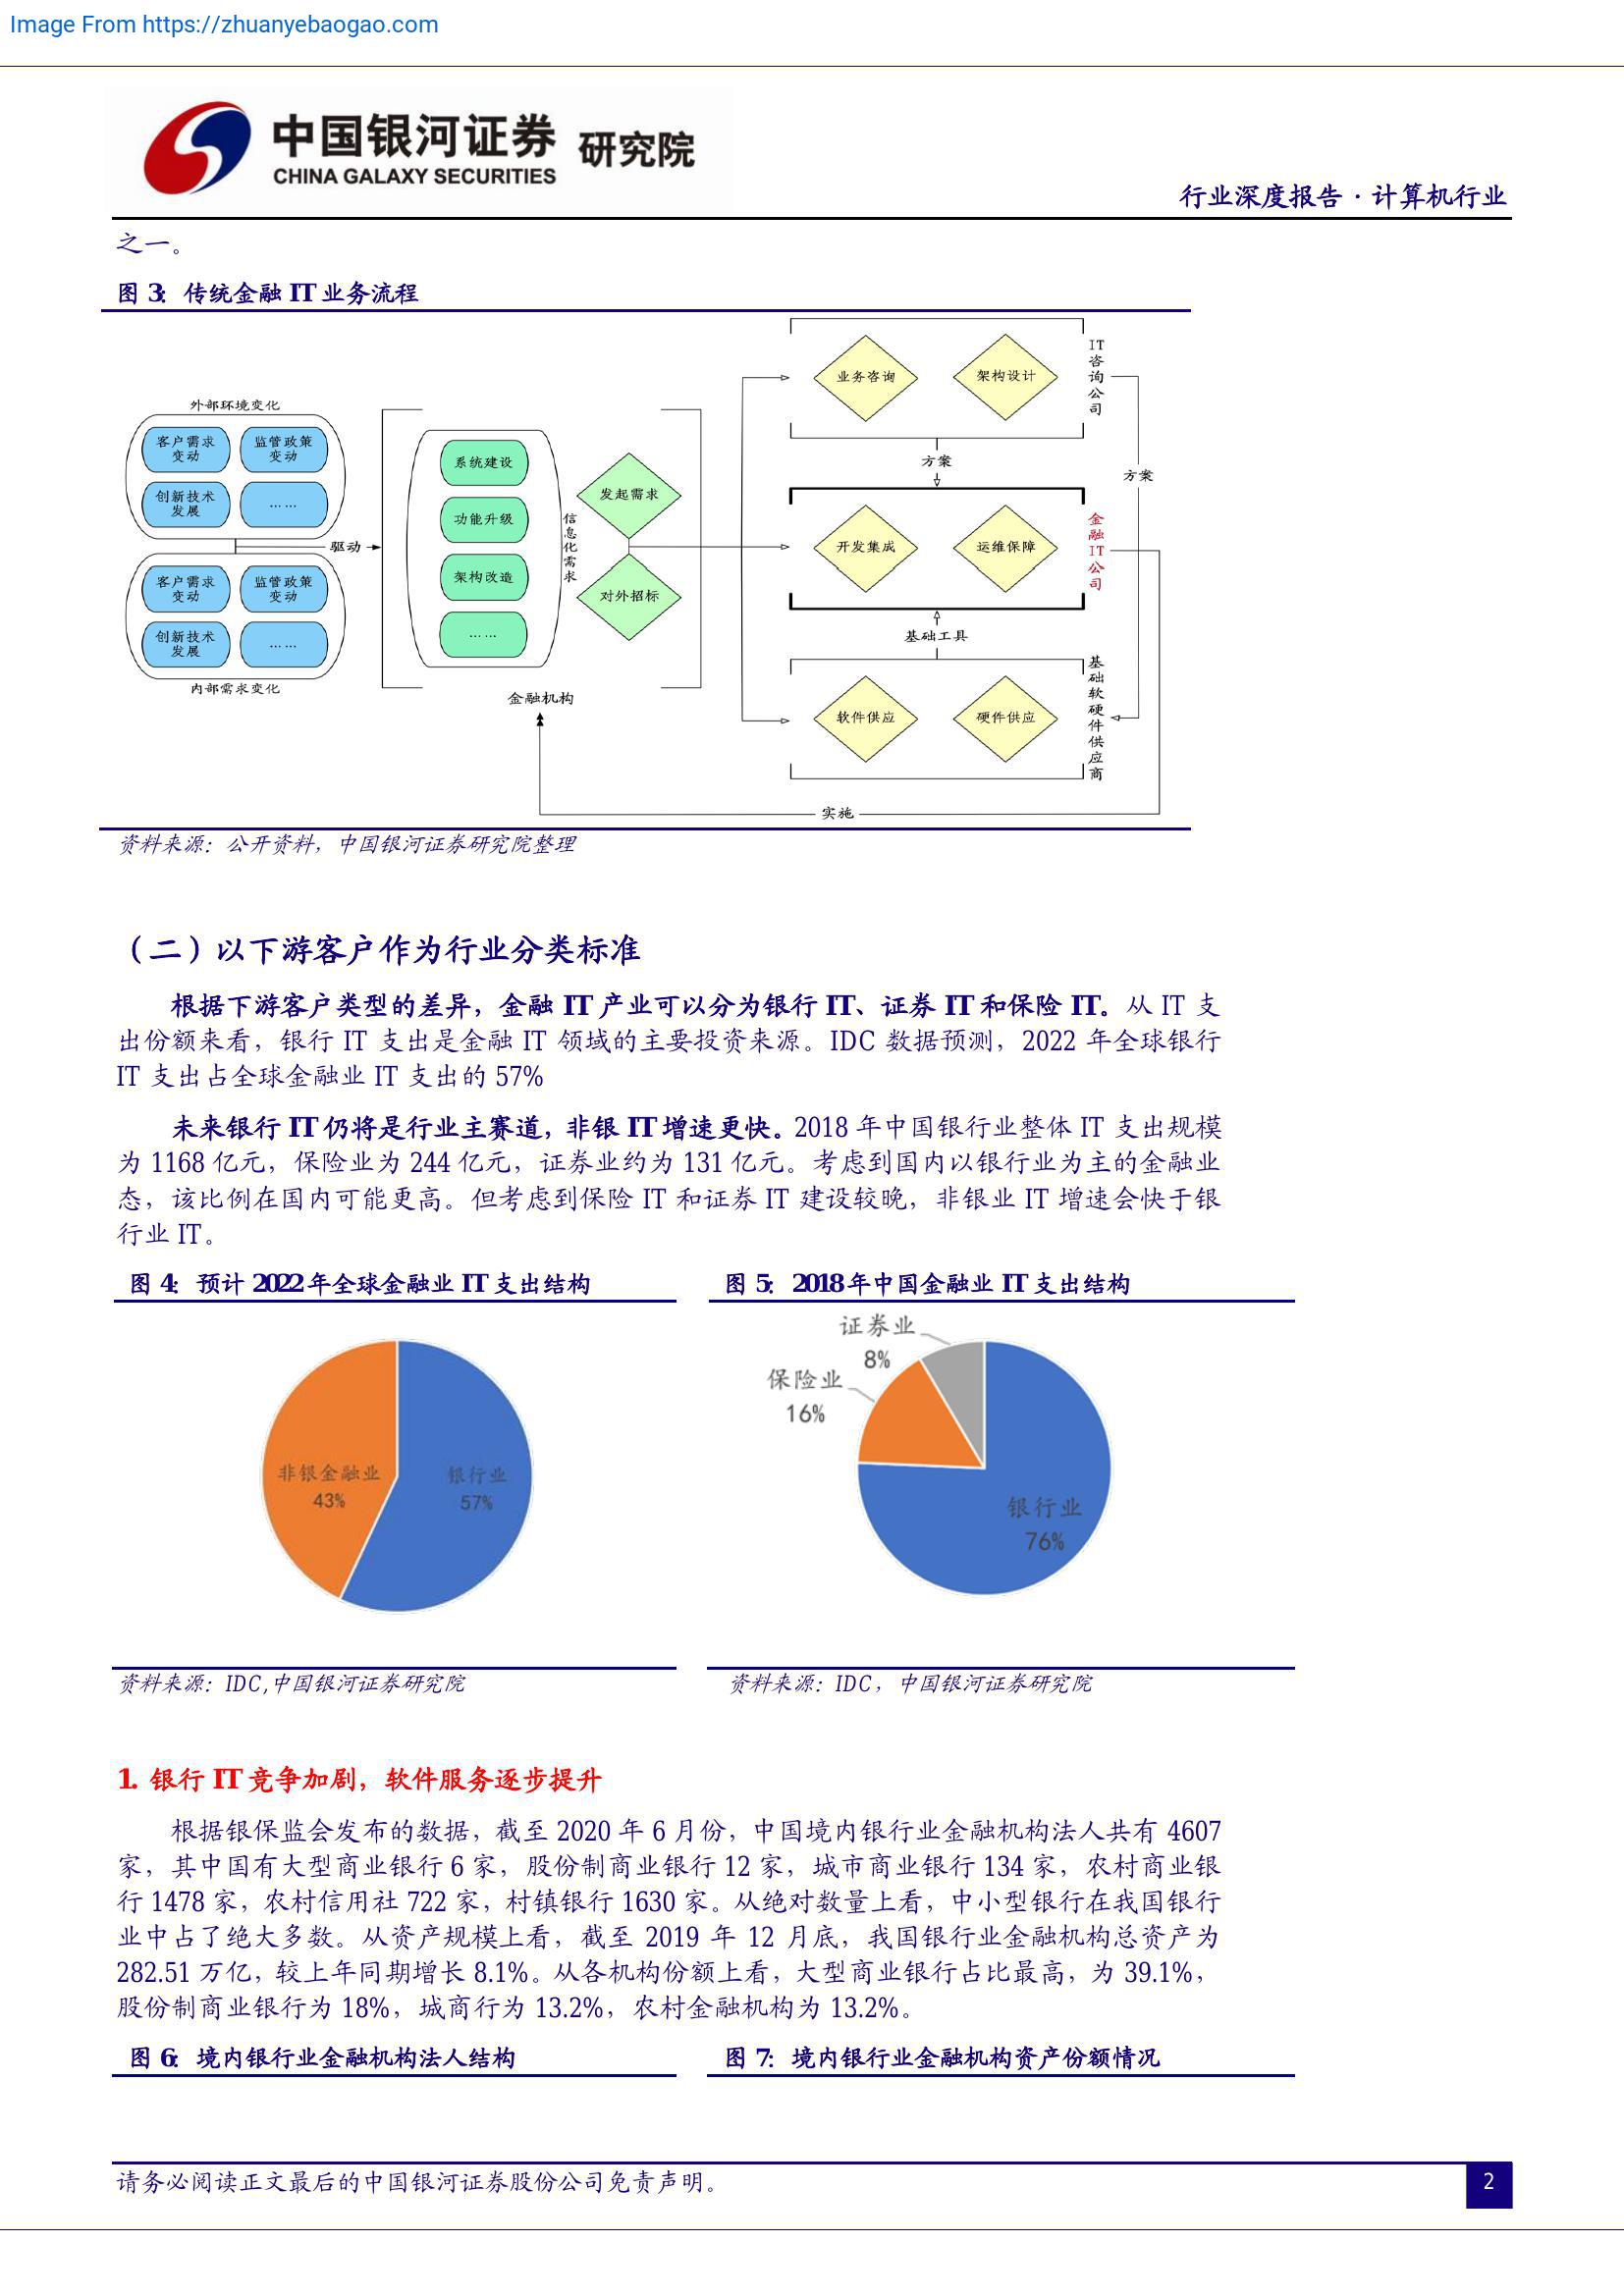 Image From https://zhuanyebaogao.com
中国银河证券 研究院
CHINA GALAXY SECURITIES
行业深度报告·计算机行业
之一。
图 3: 传统金融 IT 业务流程
外部环境变化
客户需求变动
监管政策变动
创新技术发展
……
驱动
客户需求变动
监管政策变动
创新技术发展
……
内部需求变化
系统建设
功能升级
架构改造
……
信息化需求
发起需求
对外招标
金融机构
业务咨询
架构设计
IT咨询公司
方案
方案
开发集成
运维保障
金融IT公司
基础工具
软件供应
硬件供应
基础软硬件供应商
实施
资料来源：公开资料，中国银河证券研究院整理
（二）以下游客户作为行业分类标准
根据下游客户类型的差异，金融 IT 产业可以分为银行 IT、证券 IT 和保险 IT。从 IT 支
出份额来看，银行 IT 支出是金融 IT 领域的主要投资来源。IDC 数据预测，2022 年全球银行
IT 支出占全球金融业 IT 支出的 57%
未来银行 IT 仍将是行业主赛道，非银 IT 增速更快。2018 年中国银行业整体 IT 支出规模
为 1168 亿元，保险业为 244 亿元，证券业约为 131 亿元。考虑到国内以银行业为主的金融业
态，该比例在国内可能更高。但考虑到保险 IT 和证券 IT 建设较晚，非银业 IT 增速会快于银
行业 IT。
图 4: 预计 2022 年全球金融业 IT 支出结构
非银金融业
43%
银行业
57%
资料来源：IDC,中国银河证券研究院
图 5: 2018 年中国金融业 IT 支出结构
证券业
8%
保险业
16%
银行业
76%
资料来源：IDC，中国银河证券研究院
1. 银行 IT 竞争加剧，软件服务逐步提升
根据银保监会发布的数据，截至 2020 年 6 月份，中国境内银行业金融机构法人共有 4607
家，其中国有大型商业银行 6 家，股份制商业银行 12 家，城市商业银行 134 家，农村商业银
行 1478 家，农村信用社 722 家，村镇银行 1630 家。从绝对数量上看，中小型银行在我国银行
业中占了绝大多数。从资产规模上看，截至 2019 年 12 月底，我国银行业金融机构总资产为
282.51 万亿，较上年同期增长 8.1%。从各机构份额上看，大型商业银行占比最高，为 39.1%，
股份制商业银行为 18%，城商行为 13.2%，农村金融机构为 13.2%。
图 6: 境内银行业金融机构法人结构
图 7: 境内银行业金融机构资产份额情况
请务必阅读正文最后的中国银河证券股份公司免责声明。
2